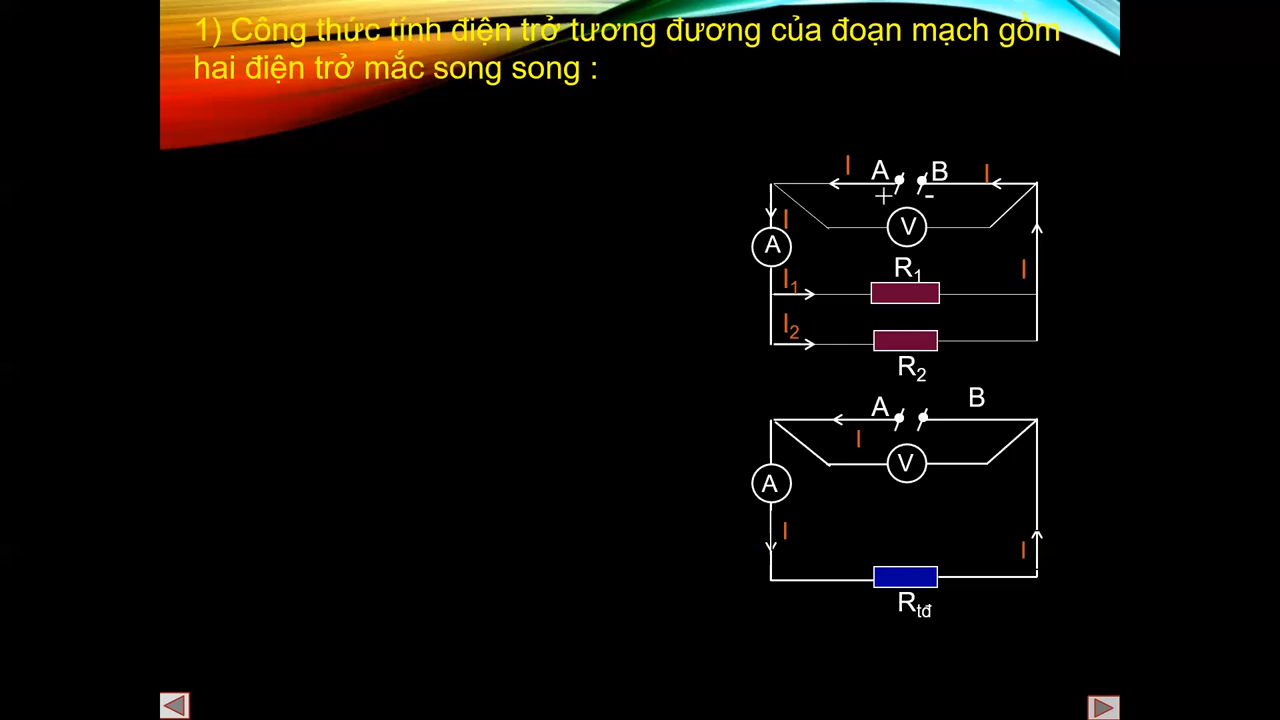 1) Công thức tính điện trở tương đương của đoạn mạch gồm
hai điện trở mắc song song :
I A B I
+ -
I V
A
R1 I
I1
I2
R2
A B
I
V
A
I I
Rtđ